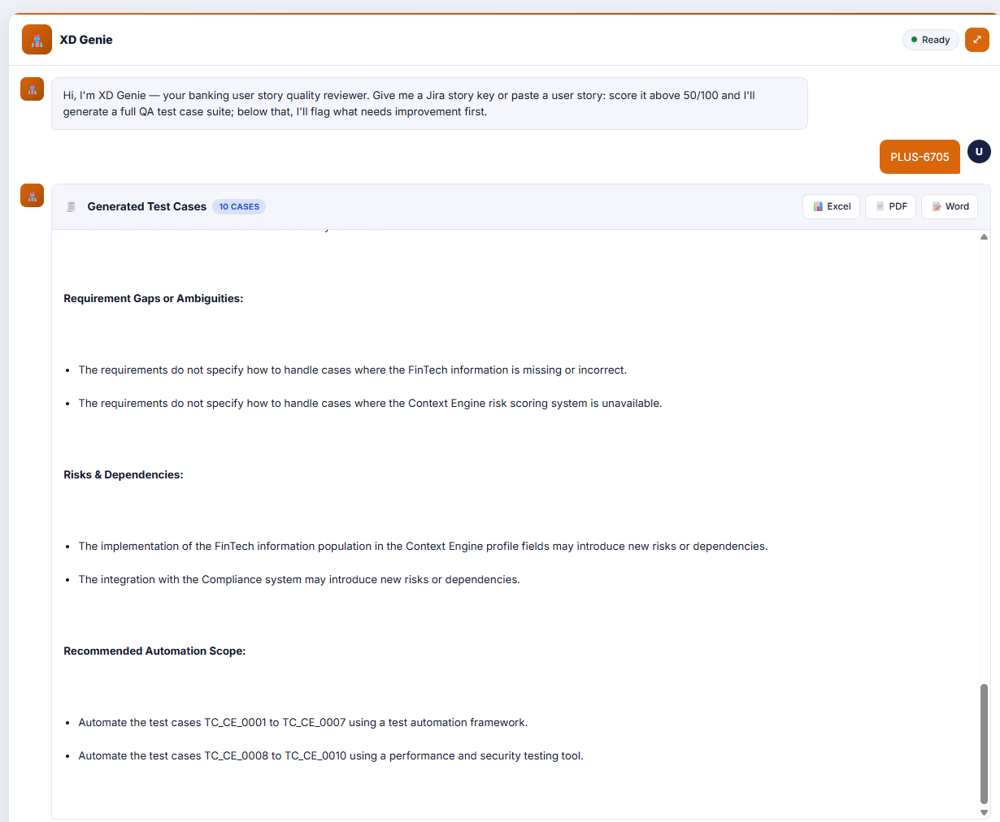 XD Genie
Ready
Hi, I'm XD Genie — your banking user story quality reviewer. Give me a Jira story key or paste a user story: score it above 50/100 and I'll
generate a full QA test case suite; below that, I'll flag what needs improvement first.
PLUS-6705
U
Generated Test Cases
10 CASES
Excel
PDF
Word
Requirement Gaps or Ambiguities:
• The requirements do not specify how to handle cases where the FinTech information is missing or incorrect.
• The requirements do not specify how to handle cases where the Context Engine risk scoring system is unavailable.
Risks & Dependencies:
• The implementation of the FinTech information population in the Context Engine profile fields may introduce new risks or dependencies.
• The integration with the Compliance system may introduce new risks or dependencies.
Recommended Automation Scope:
• Automate the test cases TC_CE_0001 to TC_CE_0007 using a test automation framework.
• Automate the test cases TC_CE_0008 to TC_CE_0010 using a performance and security testing tool.